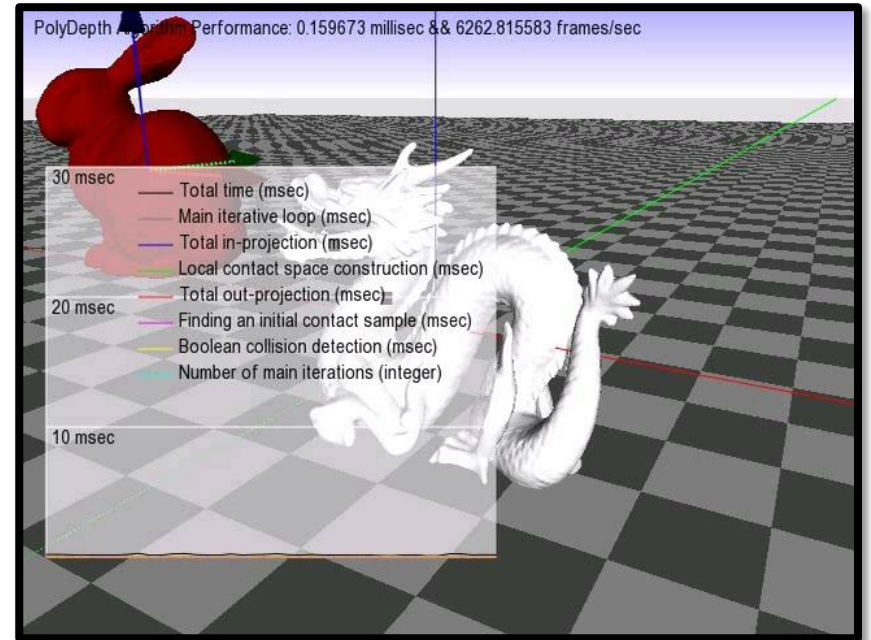 PolyDepth Algorithm Performance: 0.159673 millisec && 6262.815583 frames/sec
30 msec
Total time (msec)
Main iterative loop (msec)
Total in-projection (msec)
Local contact space construction (msec)
Total out-projection (msec)
20 msec
Finding an initial contact sample (msec)
Boolean collision detection (msec)
Number of main iterations (integer)
10 msec